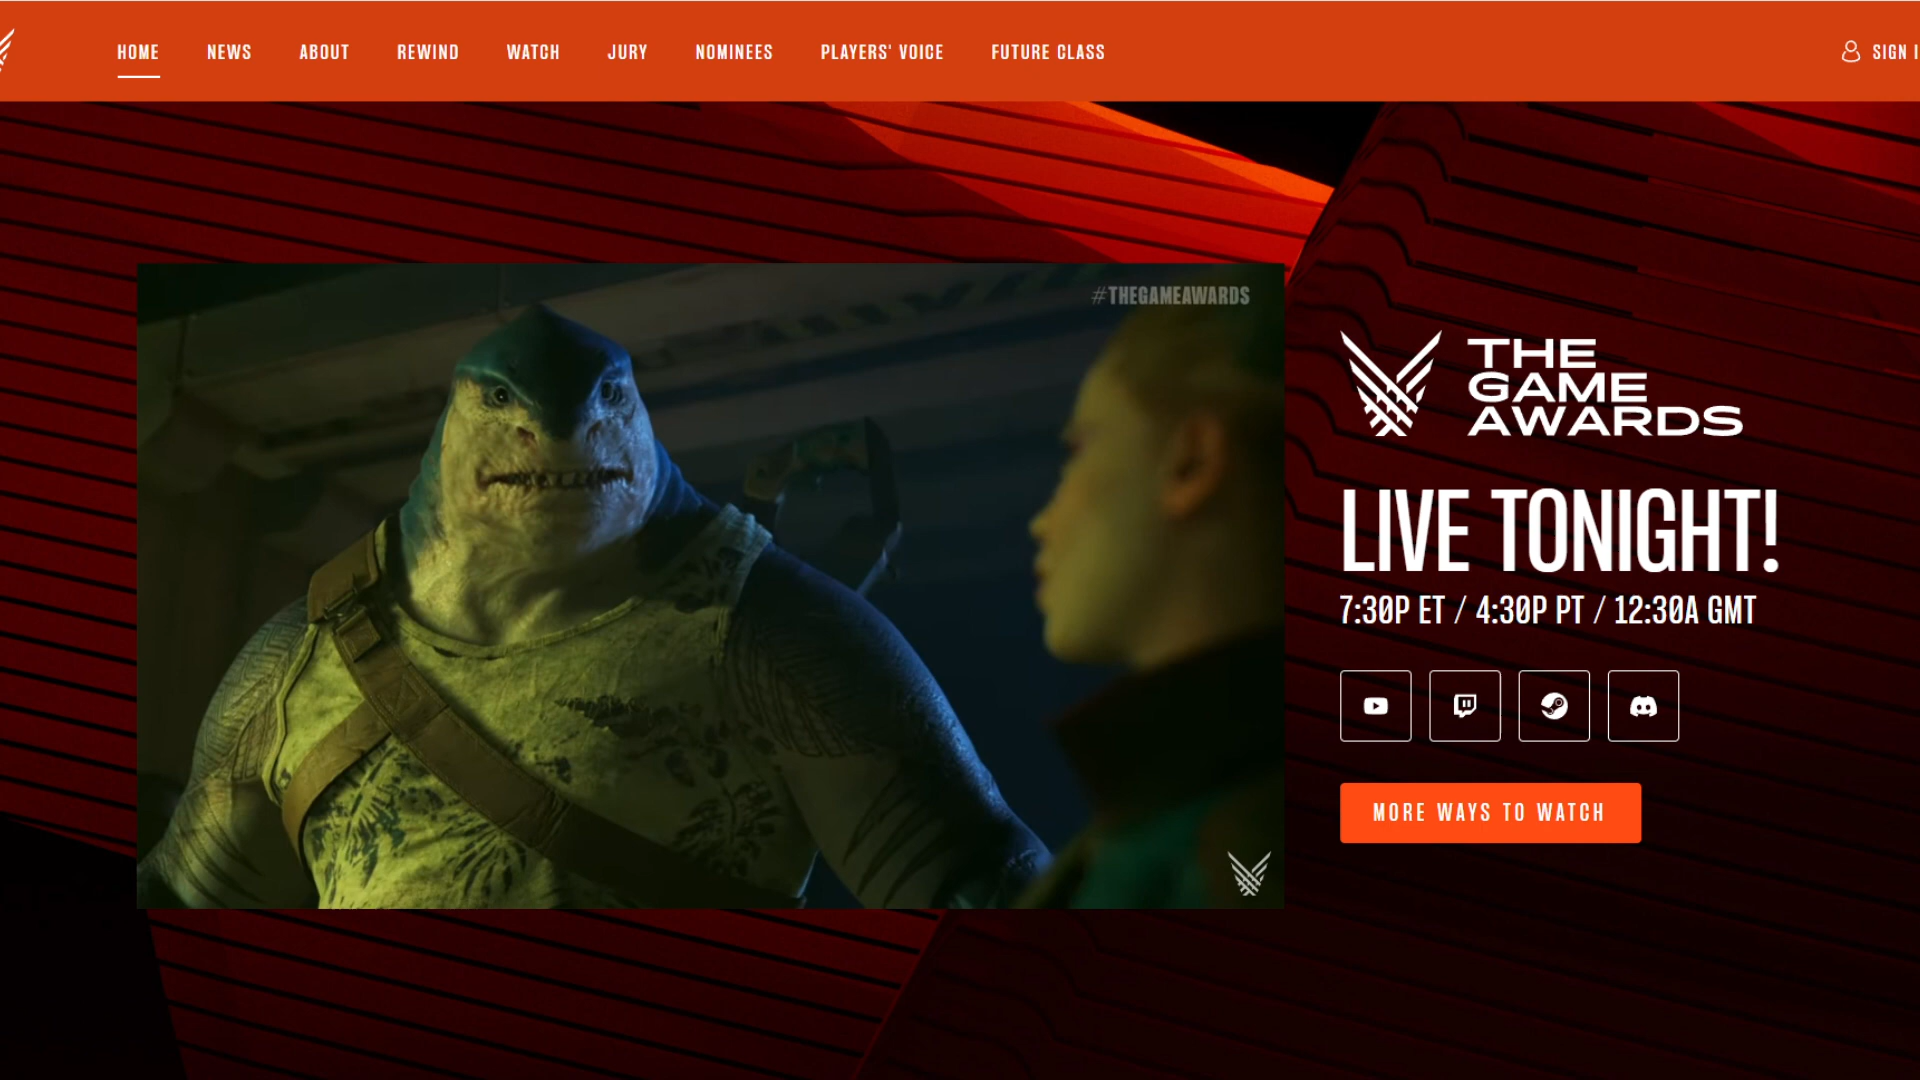 HOME
NEWS
ABOUT
REWIND
WATCH
JURY
NOMINEES
PLAYERS' VOICE
FUTURE CLASS
SIGN I
#THEGAMEAWARDS
THE
GAME
AWARDS
LIVE TONIGHT!
7:30P ET / 4:30P PT / 12:30A GMT
MORE WAYS TO WATCH